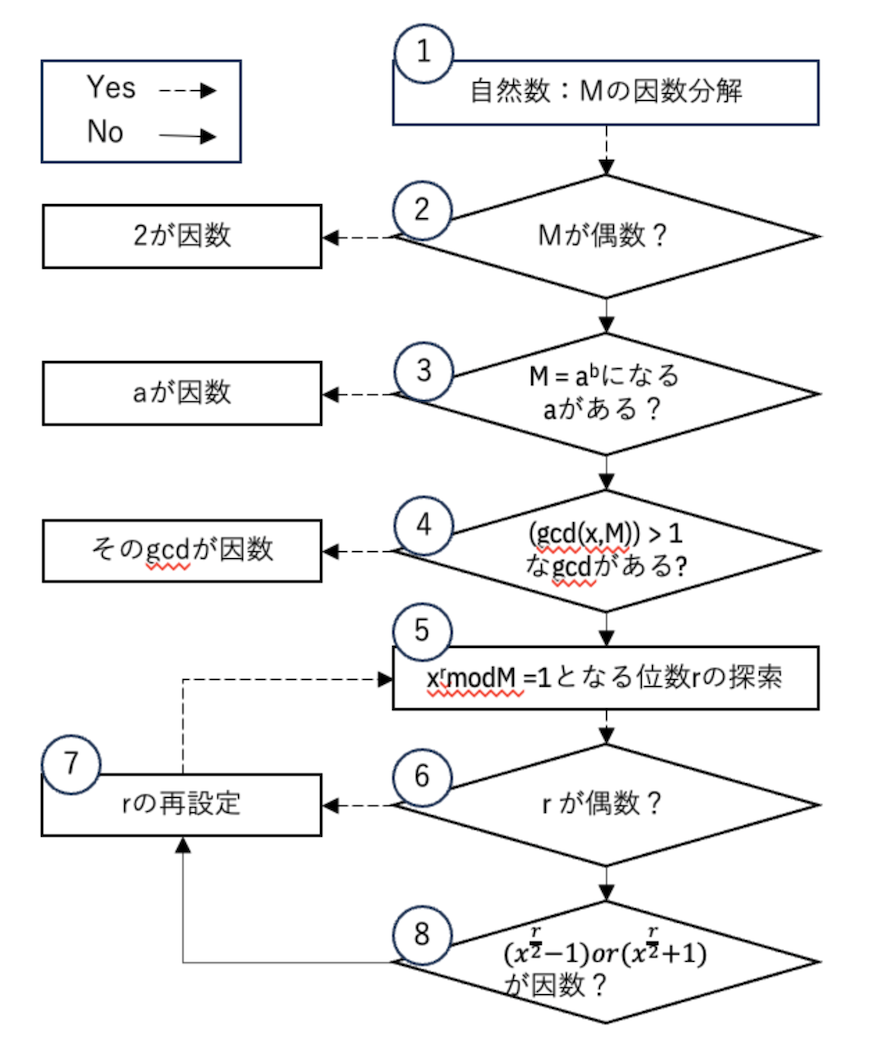 Yes
No
1
自然数：Mの因数分解
2
Mが偶数？
2が因数
3
M = aᵇになる
aがある？
aが因数
4
(gcd(x,M)) > 1
なgcdがある?
そのgcdが因数
5
xʳmodM =1となる位数rの探索
6
r が偶数？
7
rの再設定
8
(x^{r/2}−1)or(x^{r/2}+1)
が因数？